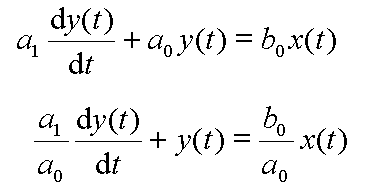 a₁ dy(t)/dt + a₀ y(t) = b₀ x(t)
a₁/a₀ dy(t)/dt + y(t) = b₀/a₀ x(t)